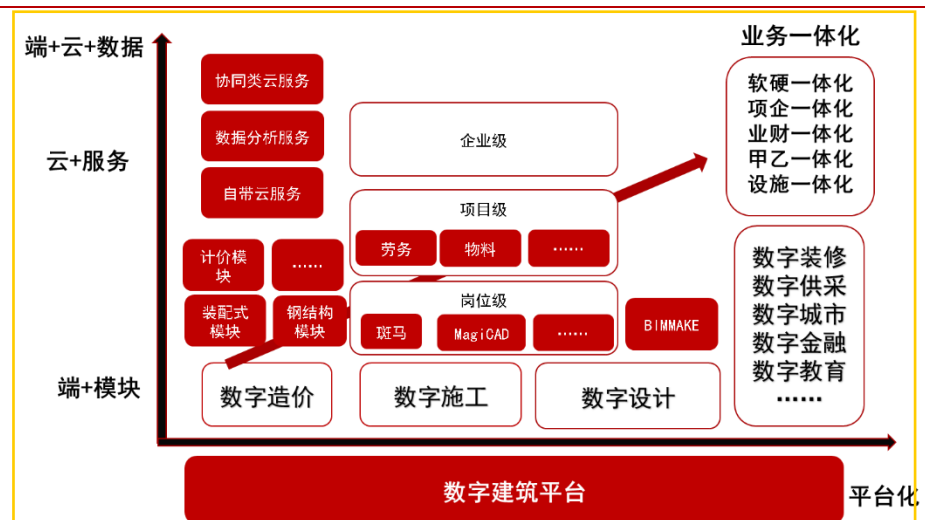 端+云+数据
云+服务
端+模块
协同类云服务
数据分析服务
自带云服务
计价模
块
……
装配式
模块
钢结构
模块
企业级
项目级
劳务
物料
……
岗位级
斑马
MagiCAD
……
BIMMAKE
数字造价
数字施工
数字设计
业务一体化
软硬一体化
项企一体化
业财一体化
甲乙一体化
设施一体化
数字装修
数字供采
数字城市
数字金融
数字教育
……
数字建筑平台
平台化